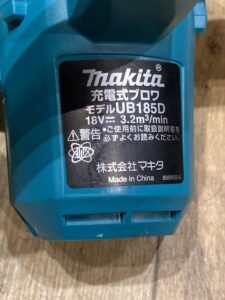 makita®
充電式ブロワ
モデルUB185D
18V⎓ 3.2m³/min
⚠警告 *ご使用前に取扱説明書を
必ずよくお読みください。
株式会社マキタ
Made in China